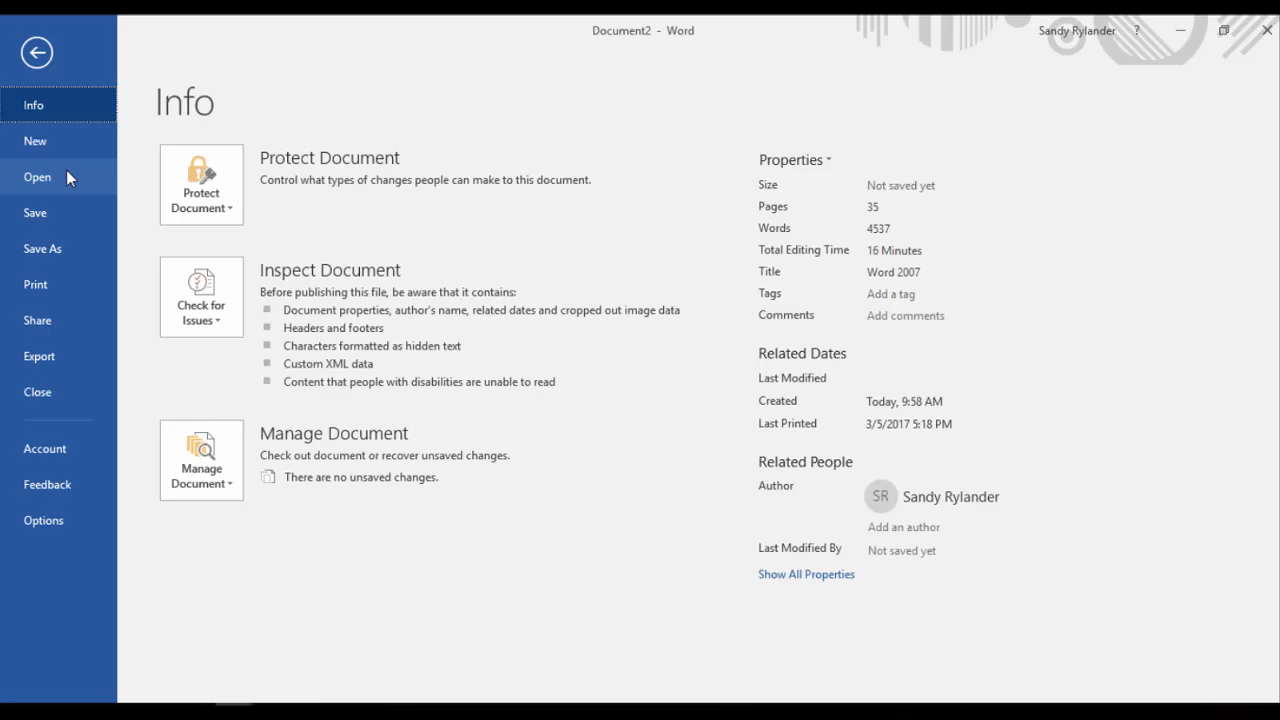 Document2 - Word
Sandy Rylander ?
Info
New
Open
Save
Save As
Print
Share
Export
Close
Account
Feedback
Options
Info
Protect Document
Protect Document
Control what types of changes people can make to this document.
Check for Issues
Inspect Document
Before publishing this file, be aware that it contains:
Document properties, author's name, related dates and cropped out image data
Headers and footers
Characters formatted as hidden text
Custom XML data
Content that people with disabilities are unable to read
Manage Document
Manage Document
Check out document or recover unsaved changes.
There are no unsaved changes.
Properties
Size Not saved yet
Pages 35
Words 4537
Total Editing Time 16 Minutes
Title Word 2007
Tags Add a tag
Comments Add comments
Related Dates
Last Modified
Created Today, 9:58 AM
Last Printed 3/5/2017 5:18 PM
Related People
Author SR Sandy Rylander
Add an author
Last Modified By Not saved yet
Show All Properties